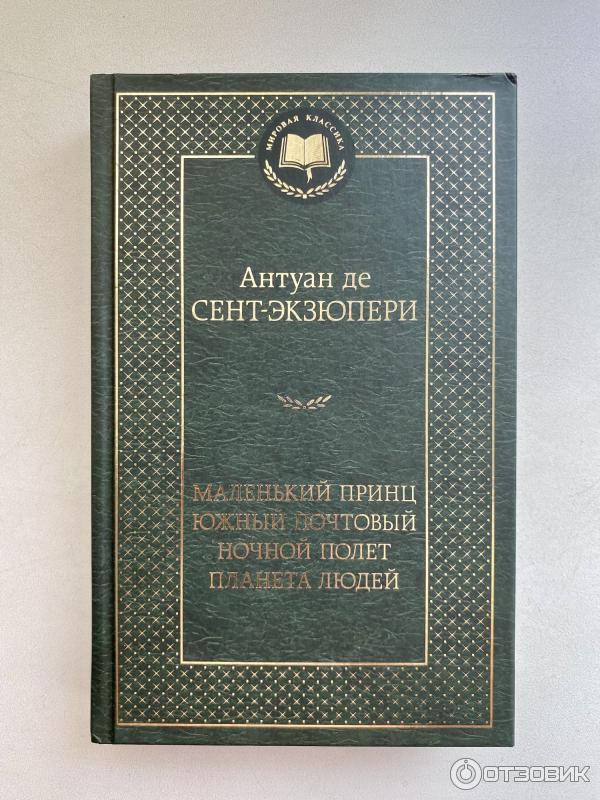 МИРОВАЯ КЛАССИКА
Антуан де
СЕНТ-ЭКЗЮПЕРИ
МАЛЕНЬКИЙ ПРИНЦ
ЮЖНЫЙ ПОЧТОВЫЙ
НОЧНОЙ ПОЛЕТ
ПЛАНЕТА ЛЮДЕЙ
ОТЗОВИК